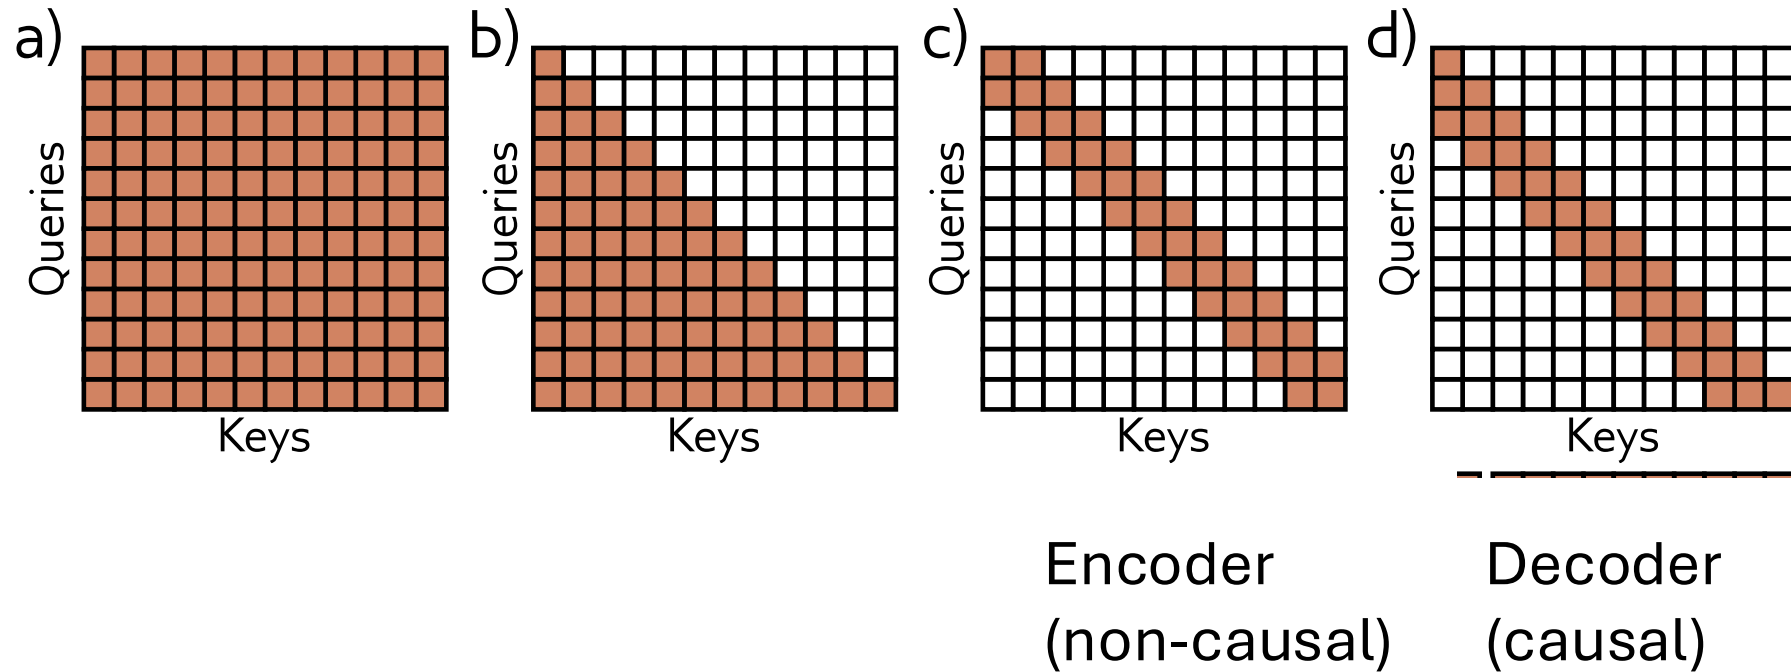 a)
b)
c)
d)
Queries
Queries
Queries
Queries
Keys
Keys
Keys
Keys
Encoder
(non-causal)
Decoder
(causal)